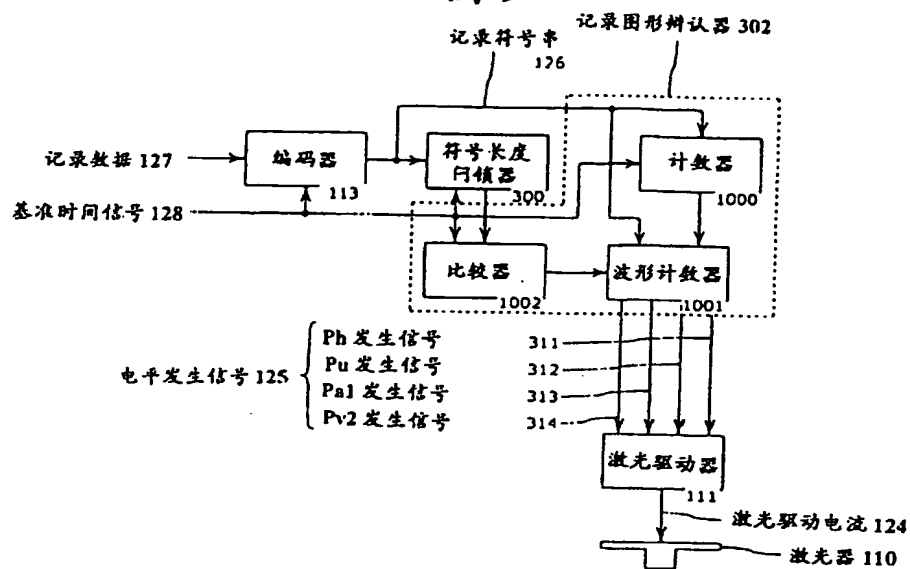 记录图形辨认器 302
记录符号串
126
记录数据 127
编码器
113
符号长度
闩锁器
300
计数器
1000
基准时间信号 128
比较器
1002
波形计数器
1001
电平发生信号 125
Ph 发生信号
311
Pu 发生信号
312
Pa1 发生信号
313
Pv2 发生信号
314
激光驱动器
111
激光驱动电流 124
激光器 110